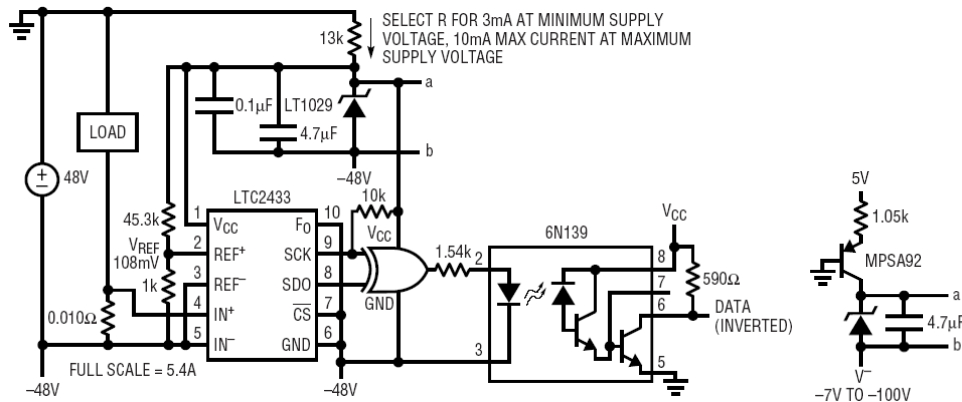 SELECT R FOR 3mA AT MINIMUM SUPPLY
VOLTAGE, 10mA MAX CURRENT AT MAXIMUM
SUPPLY VOLTAGE
13k
a
0.1µF
LT1029
4.7µF
b
–48V
LOAD
+
–
48V
LTC2433
10k
45.3k
1
VCC
FO
10
VCC
VREF
108mV
2
REF+
SCK
9
1k
3
REF–
SDO
8
GND
0.010Ω
4
IN+
CS
7
5
IN–
GND
6
FULL SCALE = 5.4A
–48V
–48V
1.54k
6N139
2
3
VCC
8
7
6
5
590Ω
DATA
(INVERTED)
5V
1.05k
MPSA92
a
4.7µF
b
V–
–7V TO –100V